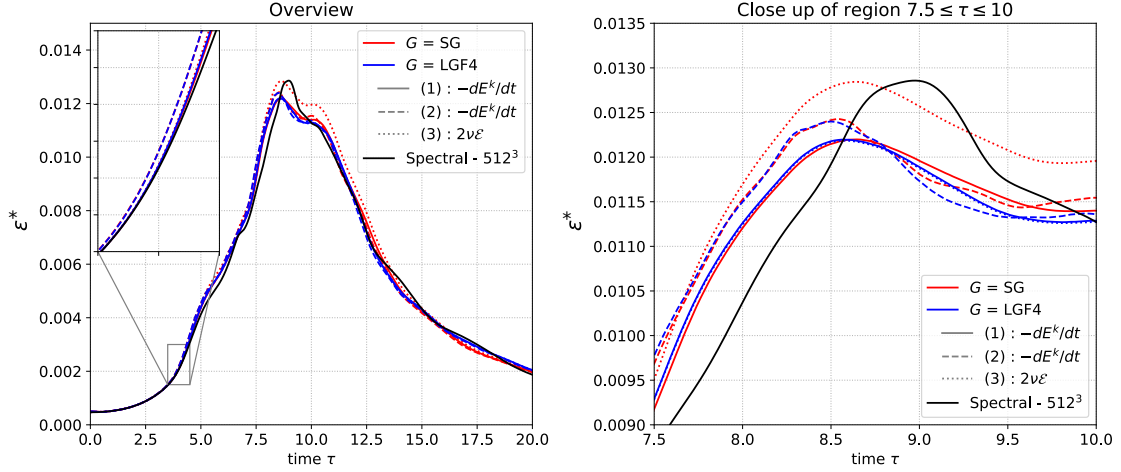 Overview
ε*
0.014
0.012
0.010
0.008
0.006
0.004
0.002
0.000
0.0 2.5 5.0 7.5 10.0 12.5 15.0 17.5 20.0
time τ
G = SG
G = LGF4
(1) : −dEᵏ/dt
(2) : −dEᵏ/dt
(3) : 2νℰ
Spectral - 512³
Close up of region 7.5 ≤ τ ≤ 10
ε*
0.0135
0.0130
0.0125
0.0120
0.0115
0.0110
0.0105
0.0100
0.0095
0.0090
7.5 8.0 8.5 9.0 9.5 10.0
time τ
G = SG
G = LGF4
(1) : −dEᵏ/dt
(2) : −dEᵏ/dt
(3) : 2νℰ
Spectral - 512³